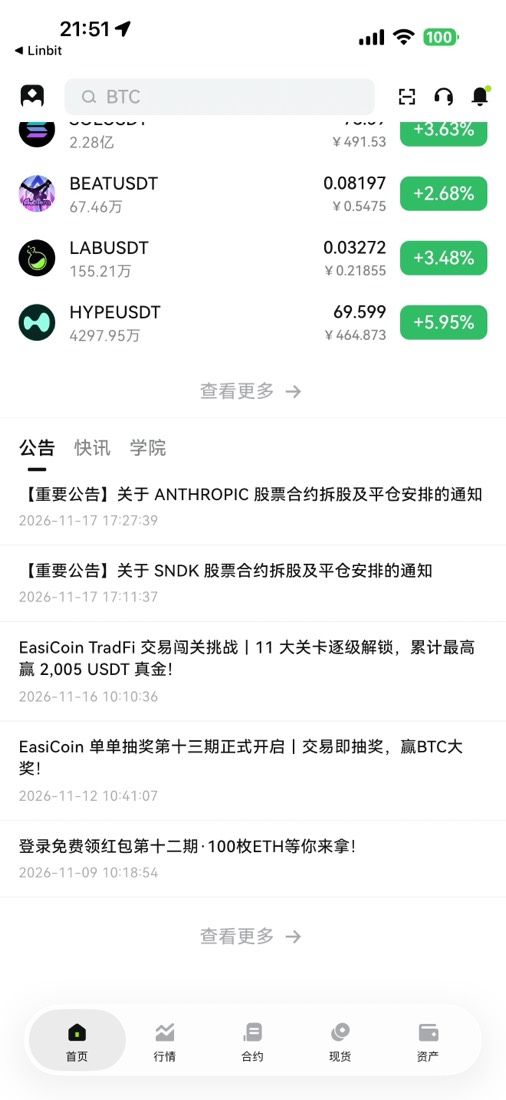 21:51
100
◀ Linbit
BTC
2.28亿
¥491.53
+3.63%
BEATUSDT
0.08197
+2.68%
67.46万
¥0.5475
LABUSDT
0.03272
+3.48%
155.21万
¥0.21855
HYPEUSDT
69.599
+5.95%
4297.95万
¥464.873
查看更多 →
公告 快讯 学院
【重要公告】关于 ANTHROPIC 股票合约拆股及平仓安排的通知
2026-11-17 17:27:39
【重要公告】关于 SNDK 股票合约拆股及平仓安排的通知
2026-11-17 17:11:37
EasiCoin TradFi 交易闯关挑战丨11 大关卡逐级解锁，累计最高
赢 2,005 USDT 真金！
2026-11-16 10:10:36
EasiCoin 单单抽奖第十三期正式开启丨交易即抽奖，赢BTC大
奖！
2026-11-12 10:41:07
登录免费领红包第十二期·100枚ETH等你来拿！
2026-11-09 10:18:54
查看更多 →
首页 行情 合约 现货 资产